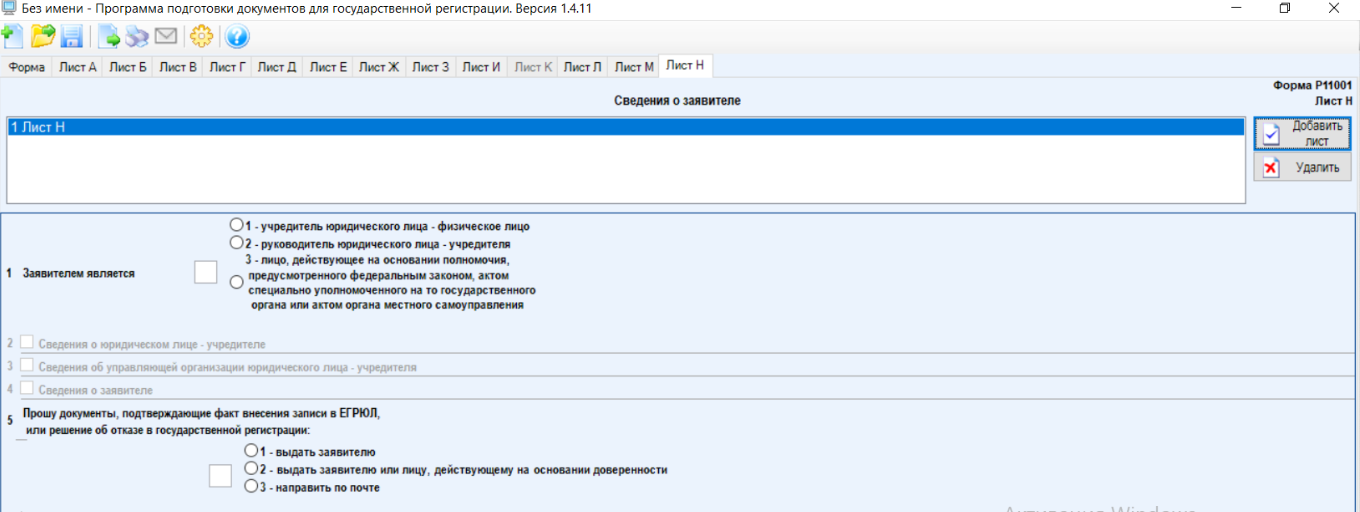 Без имени - Программа подготовки документов для государственной регистрации. Версия 1.4.11
Форма Лист А Лист Б Лист В Лист Г Лист Д Лист Е Лист Ж Лист З Лист И Лист К Лист Л Лист М Лист Н
Форма Р11001
Сведения о заявителе
Лист Н
1 Лист Н
Добавить
лист
Удалить
1 - учредитель юридического лица - физическое лицо
2 - руководитель юридического лица - учредителя
3 - лицо, действующее на основании полномочия,
1 Заявителем является
предусмотренного федеральным законом, актом
специально уполномоченного на то государственного
органа или актом органа местного самоуправления
2 Сведения о юридическом лице - учредителе
3 Сведения об управляющей организации юридического лица - учредителя
4 Сведения о заявителе
5 Прошу документы, подтверждающие факт внесения записи в ЕГРЮЛ,
или решение об отказе в государственной регистрации:
1 - выдать заявителю
2 - выдать заявителю или лицу, действующему на основании доверенности
3 - направить по почте